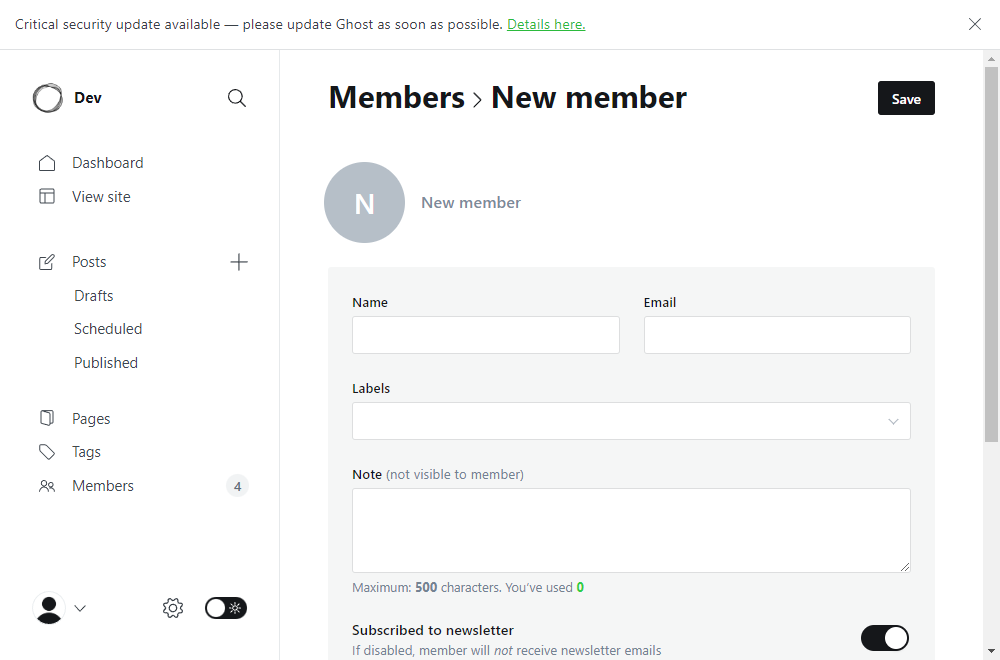 Critical security update available — please update Ghost as soon as possible. Details here.
Dev
Dashboard
View site
Posts
Drafts
Scheduled
Published
Pages
Tags
Members 4
Members > New member
Save
N
New member
Name Email
Labels
Note (not visible to member)
Maximum: 500 characters. You've used 0
Subscribed to newsletter
If disabled, member will not receive newsletter emails